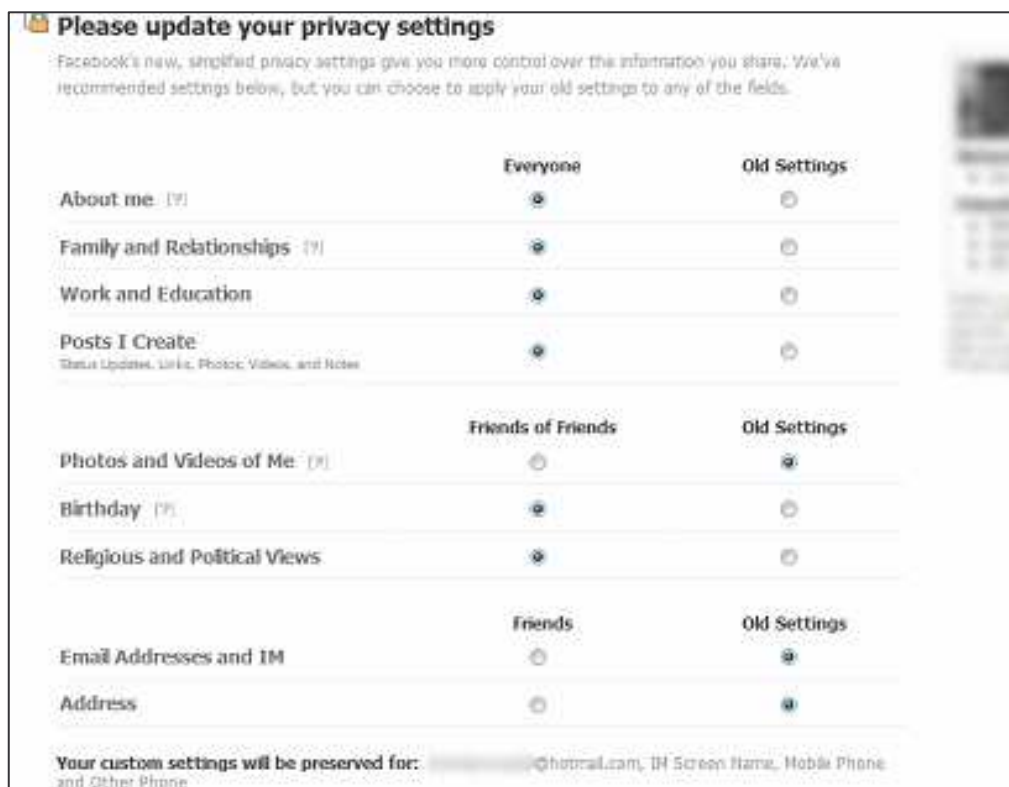 Please update your privacy settings
Facebook's new, simplified privacy settings give you more control over the information you share. We've
recommended settings below, but you can choose to apply your old settings to any of the fields.
Everyone Old Settings
About me [?]
Family and Relationships [?]
Work and Education
Posts I Create
Status Updates, Links, Photos, Videos, and Notes
Friends of Friends Old Settings
Photos and Videos of Me [?]
Birthday [?]
Religious and Political Views
Friends Old Settings
Email Addresses and IM
Address
Your custom settings will be preserved for: @hotmail.com, IM Screen Name, Mobile Phone
and Other Phone